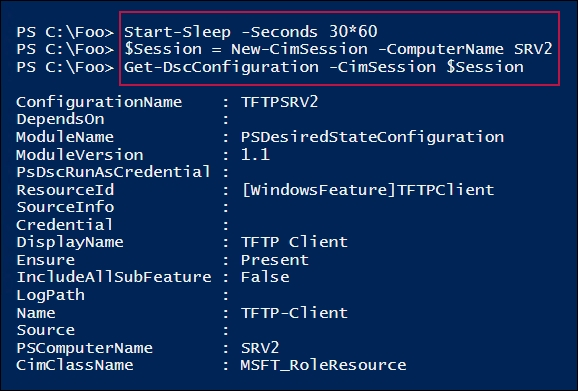 PS C:\Foo> Start-Sleep -Seconds 30*60
PS C:\Foo> $Session = New-CimSession -ComputerName SRV2
PS C:\Foo> Get-DscConfiguration -CimSession $Session
ConfigurationName : TFTPSRV2
DependsOn :
ModuleName : PSDesiredStateConfiguration
ModuleVersion : 1.1
PsDscRunAsCredential :
ResourceId : [WindowsFeature]TFTPClient
SourceInfo :
Credential :
DisplayName : TFTP Client
Ensure : Present
IncludeAllSubFeature : False
LogPath :
Name : TFTP-Client
Source :
PSComputerName : SRV2
CimClassName : MSFT_RoleResource